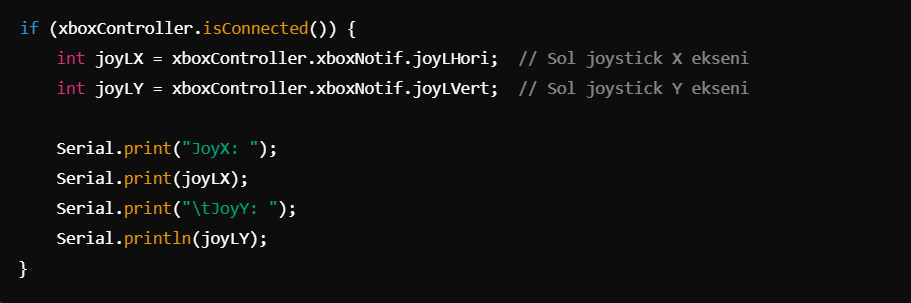 if (xboxController.isConnected()) {
    int joyLX = xboxController.xboxNotif.joyLHori;  // Sol joystick X ekseni
    int joyLY = xboxController.xboxNotif.joyLVert;  // Sol joystick Y ekseni

    Serial.print("JoyX: ");
    Serial.print(joyLX);
    Serial.print("\tJoyY: ");
    Serial.println(joyLY);
}